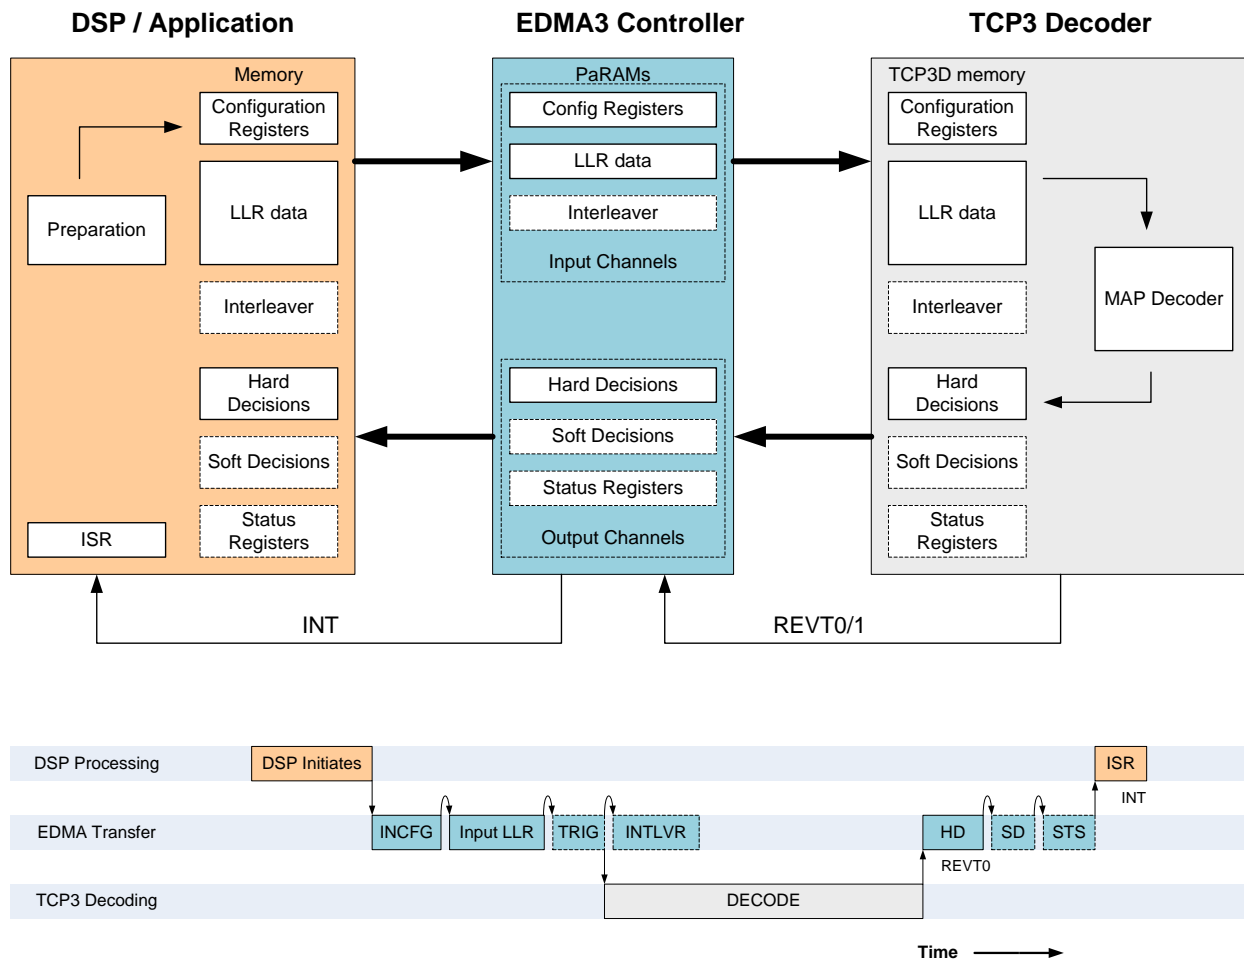 DSP / Application
EDMA3 Controller
TCP3 Decoder
Memory
Configuration
Registers
Preparation
LLR data
Interleaver
Hard
Decisions
Soft Decisions
Status
Registers
ISR
PaRAMs
Config Registers
LLR data
Interleaver
Input Channels
Hard Decisions
Soft Decisions
Status Registers
Output Channels
TCP3D memory
Configuration
Registers
LLR data
Interleaver
MAP Decoder
Hard
Decisions
Soft Decisions
Status
Registers
INT
REVT0/1
DSP Processing
DSP Initiates
ISR
INT
EDMA Transfer
INCFG
Input LLR
TRIG
INTLVR
HD
SD
STS
REVT0
TCP3 Decoding
DECODE
Time